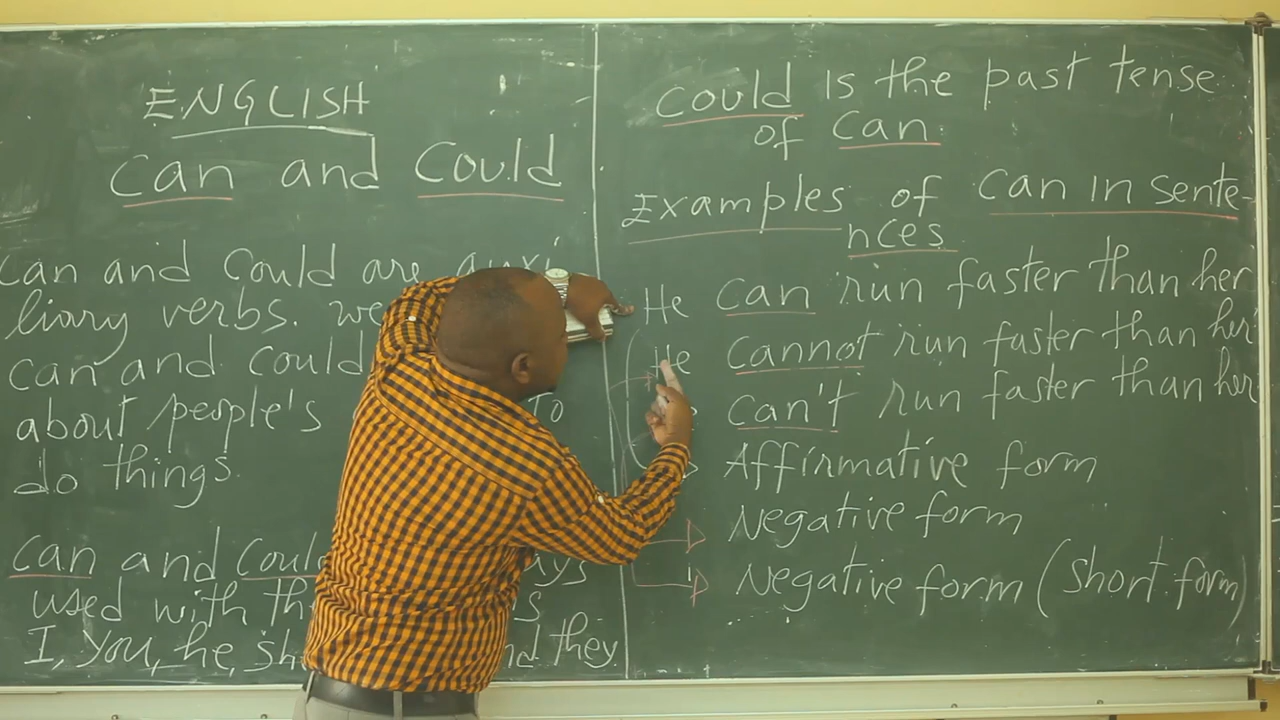 ENGLISH
can and could
can and could are auxi
liary verbs. we
can and could
about people's to
do things.
can and could
used with
I, you, he, and they.
could is the past tense
of can.
Examples of can in sente-
nces.
He can run faster than her
He cannot run faster than her
can't run faster than her
Affirmative form
Negative form
Negative form (short form)